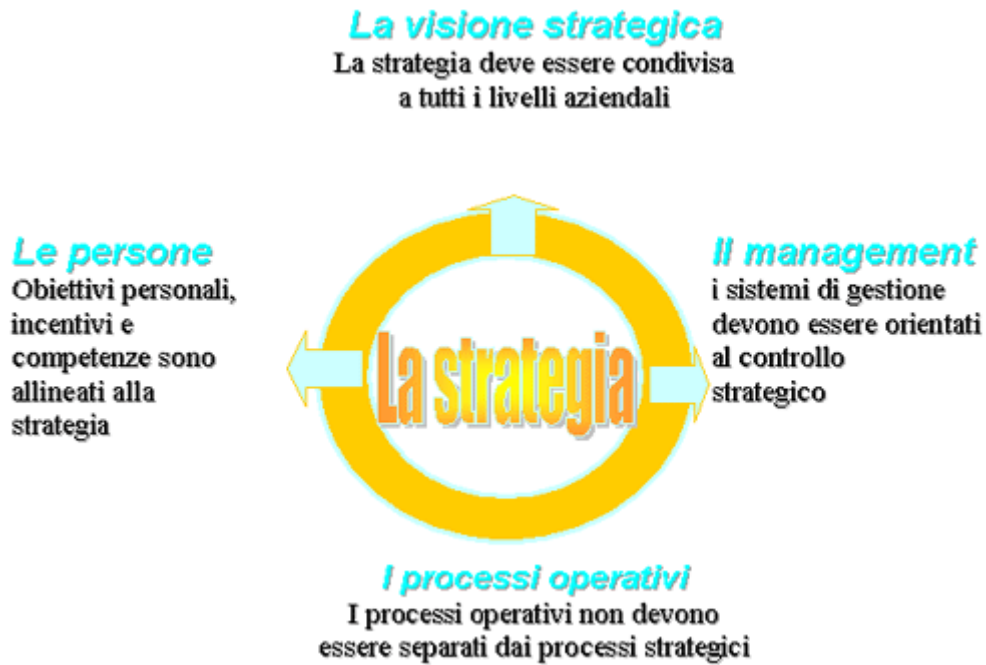 La visione strategica
La strategia deve essere condivisa
a tutti i livelli aziendali
Le persone
Obiettivi personali,
incentivi e
competenze sono
allineati alla
strategia
La strategia
Il management
i sistemi di gestione
devono essere orientati
al controllo
strategico
I processi operativi
I processi operativi non devono
essere separati dai processi strategici